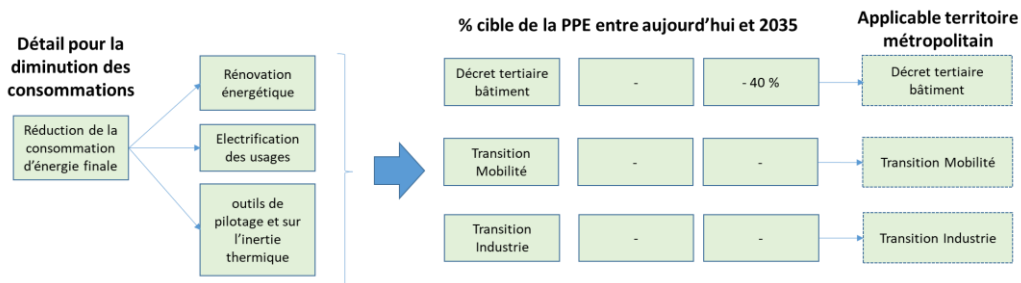 Détail pour la
diminution des
consommations
Réduction de la
consommation
d'énergie finale
Rénovation
énergétique
Electrification
des usages
outils de
pilotage et sur
l'inertie
thermique
% cible de la PPE entre aujourd'hui et 2035
Décret tertiaire
bâtiment
-
- 40 %
Transition
Mobilité
-
-
Transition
Industrie
-
-
Applicable territoire
métropolitain
Décret tertiaire
bâtiment
Transition Mobilité
Transition Industrie